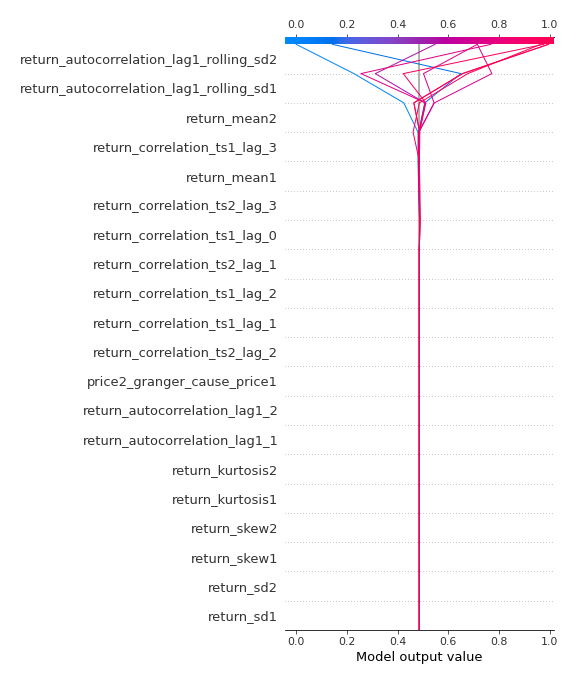 0.0 0.2 0.4 0.6 0.8 1.0
return_autocorrelation_lag1_rolling_sd2
return_autocorrelation_lag1_rolling_sd1
return_mean2
return_correlation_ts1_lag_3
return_mean1
return_correlation_ts2_lag_3
return_correlation_ts1_lag_0
return_correlation_ts2_lag_1
return_correlation_ts1_lag_2
return_correlation_ts1_lag_1
return_correlation_ts2_lag_2
price2_granger_cause_price1
return_autocorrelation_lag1_2
return_autocorrelation_lag1_1
return_kurtosis2
return_kurtosis1
return_skew2
return_skew1
return_sd2
return_sd1
0.0 0.2 0.4 0.6 0.8 1.0
Model output value